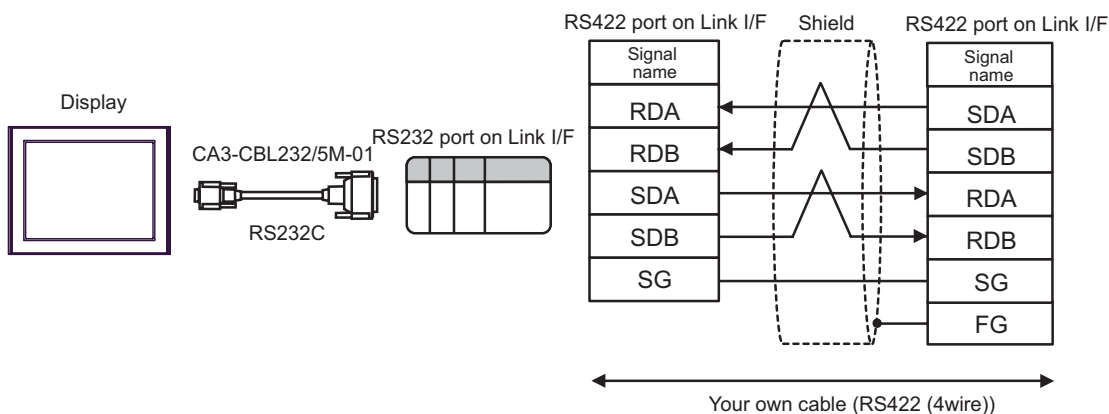 Display
CA3-CBL232/5M-01
RS232C
RS232 port on Link I/F
RS422 port on Link I/F
Signal
name
RDA
RDB
SDA
SDB
SG
Shield
RS422 port on Link I/F
Signal
name
SDA
SDB
RDA
RDB
SG
FG
Your own cable (RS422 (4wire))